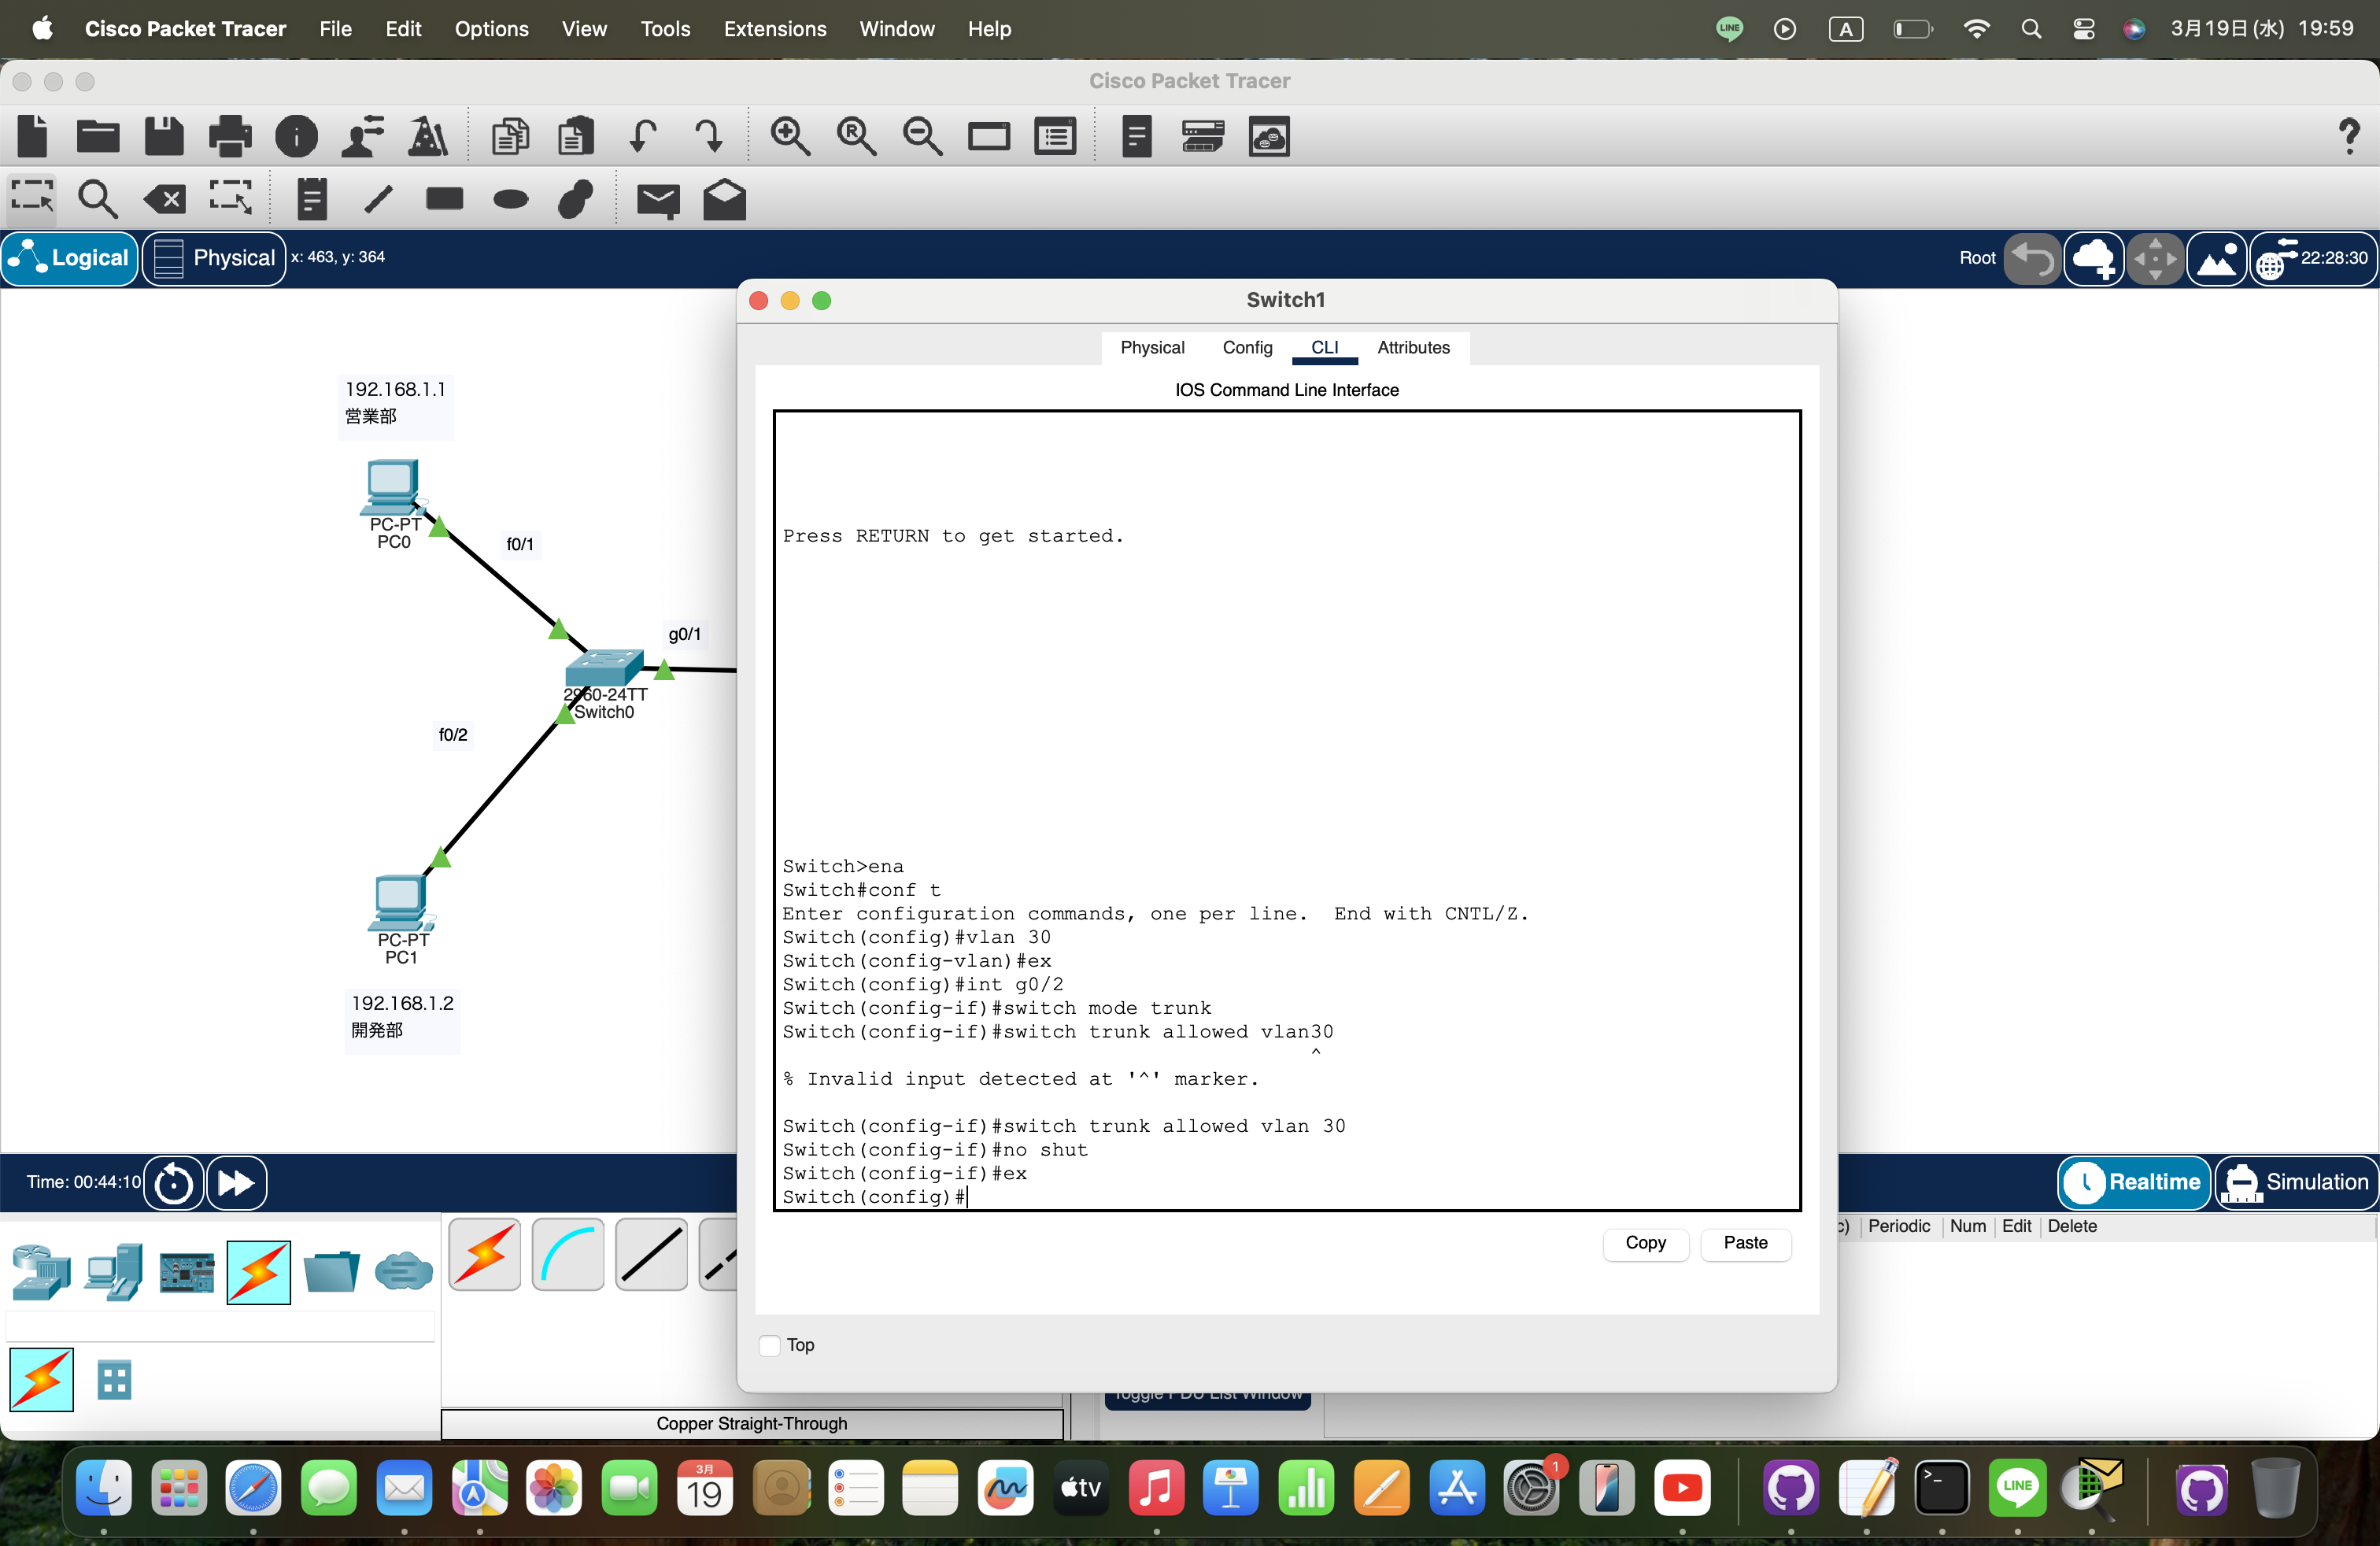 Cisco Packet Tracer File Edit Options View Tools Extensions Window Help LINE A 3月19日(水) 19:59
Cisco Packet Tracer
Logical Physical x: 463, y: 364 Root 22:28:30
Switch1
Physical Config CLI Attributes
IOS Command Line Interface
192.168.1.1
営業部
PC-PT
PC0
f0/1
g0/1
2960-24TT
Switch0
f0/2
PC-PT
PC1
192.168.1.2
開発部
Press RETURN to get started.
Switch>ena
Switch#conf t
Enter configuration commands, one per line.  End with CNTL/Z.
Switch(config)#vlan 30
Switch(config-vlan)#ex
Switch(config)#int g0/2
Switch(config-if)#switch mode trunk
Switch(config-if)#switch trunk allowed vlan30
^
% Invalid input detected at '^' marker.
Switch(config-if)#switch trunk allowed vlan 30
Switch(config-if)#no shut
Switch(config-if)#ex
Switch(config)#
Copy Paste
Top
Time: 00:44:10 Realtime Simulation
c) Periodic Num Edit Delete
Toggle PDU List Window
Copper Straight-Through
3月
19
tv
1
LINE